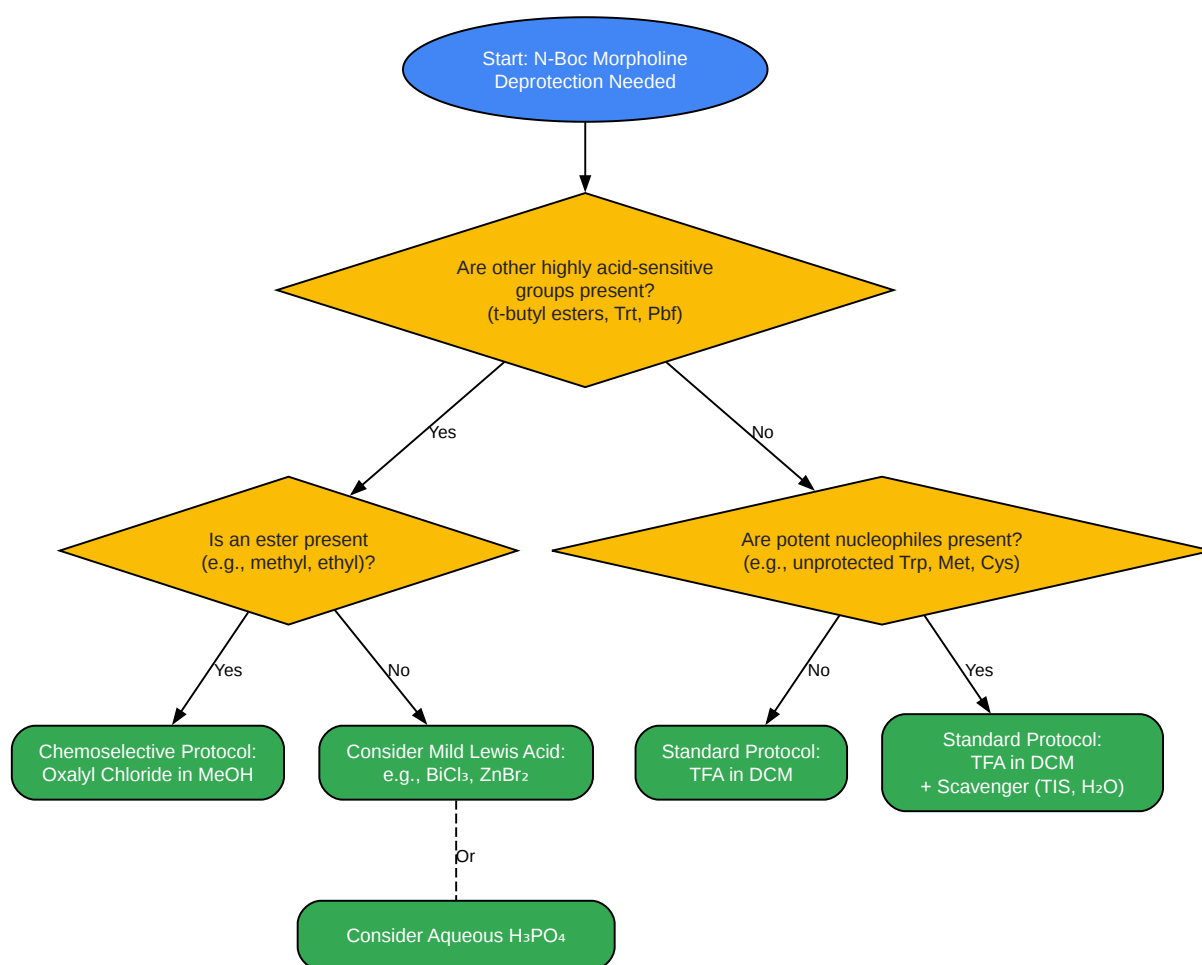 Start: N-Boc Morpholine
Deprotection Needed
Are other highly acid-sensitive
groups present?
(t-butyl esters, Trt, Pbf)
Yes
No
Is an ester present
(e.g., methyl, ethyl)?
Are potent nucleophiles present?
(e.g., unprotected Trp, Met, Cys)
Yes
No
No
Yes
Chemoselective Protocol:
Oxalyl Chloride in MeOH
Consider Mild Lewis Acid:
e.g., BiCl₃, ZnBr₂
Standard Protocol:
TFA in DCM
Standard Protocol:
TFA in DCM
+ Scavenger (TIS, H₂O)
Or
Consider Aqueous H₃PO₄